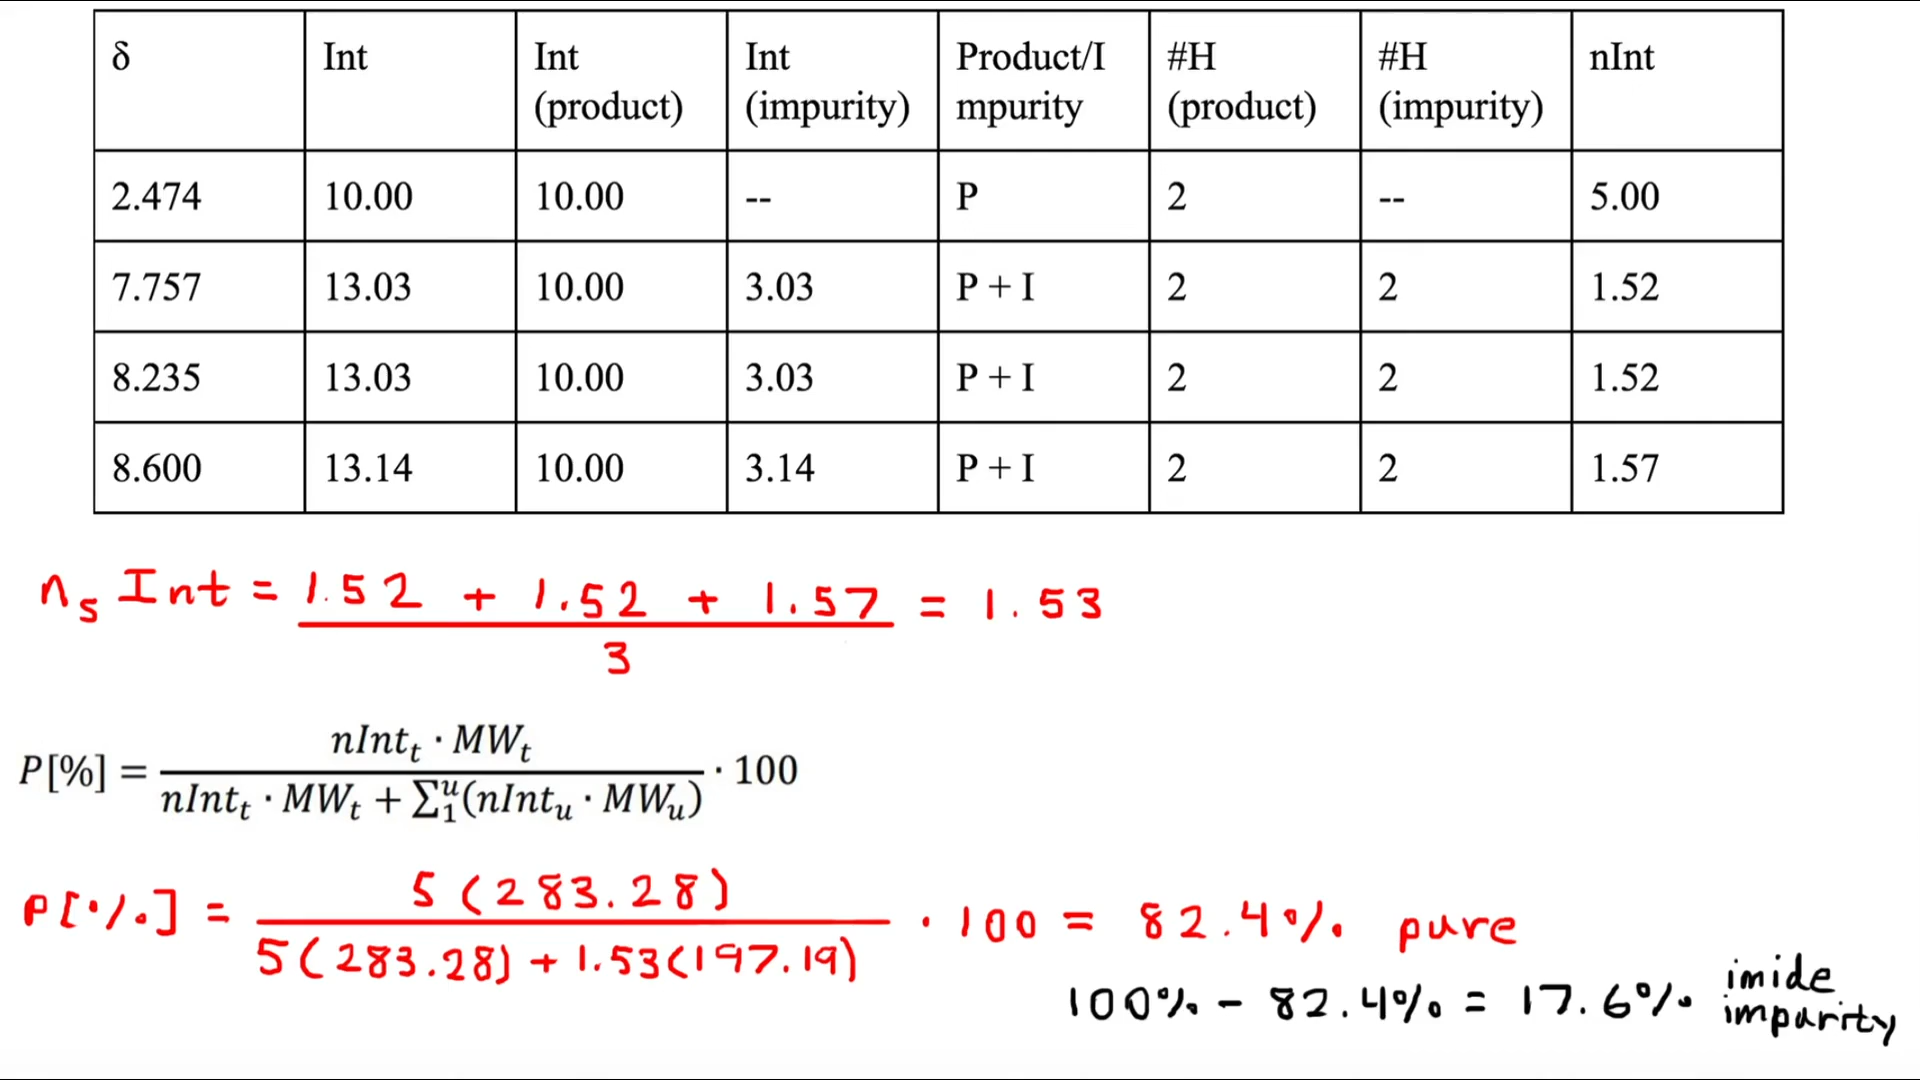 δ Int Int (product) Int (impurity) Product/I mpurity #H (product) #H (impurity) nInt
2.474 10.00 10.00 -- P 2 -- 5.00
7.757 13.03 10.00 3.03 P + I 2 2 1.52
8.235 13.03 10.00 3.03 P + I 2 2 1.52
8.600 13.14 10.00 3.14 P + I 2 2 1.57
n_s Int = (1.52 + 1.52 + 1.57)/3 = 1.53
P[%] = (nInt_t · MW_t)/(nInt_t · MW_t + Σ_1^u(nInt_u · MW_u)) · 100
P[%] = 5(283.28)/(5(283.28) + 1.53(197.19)) · 100 = 82.4% pure
100% - 82.4% = 17.6% imide impurity